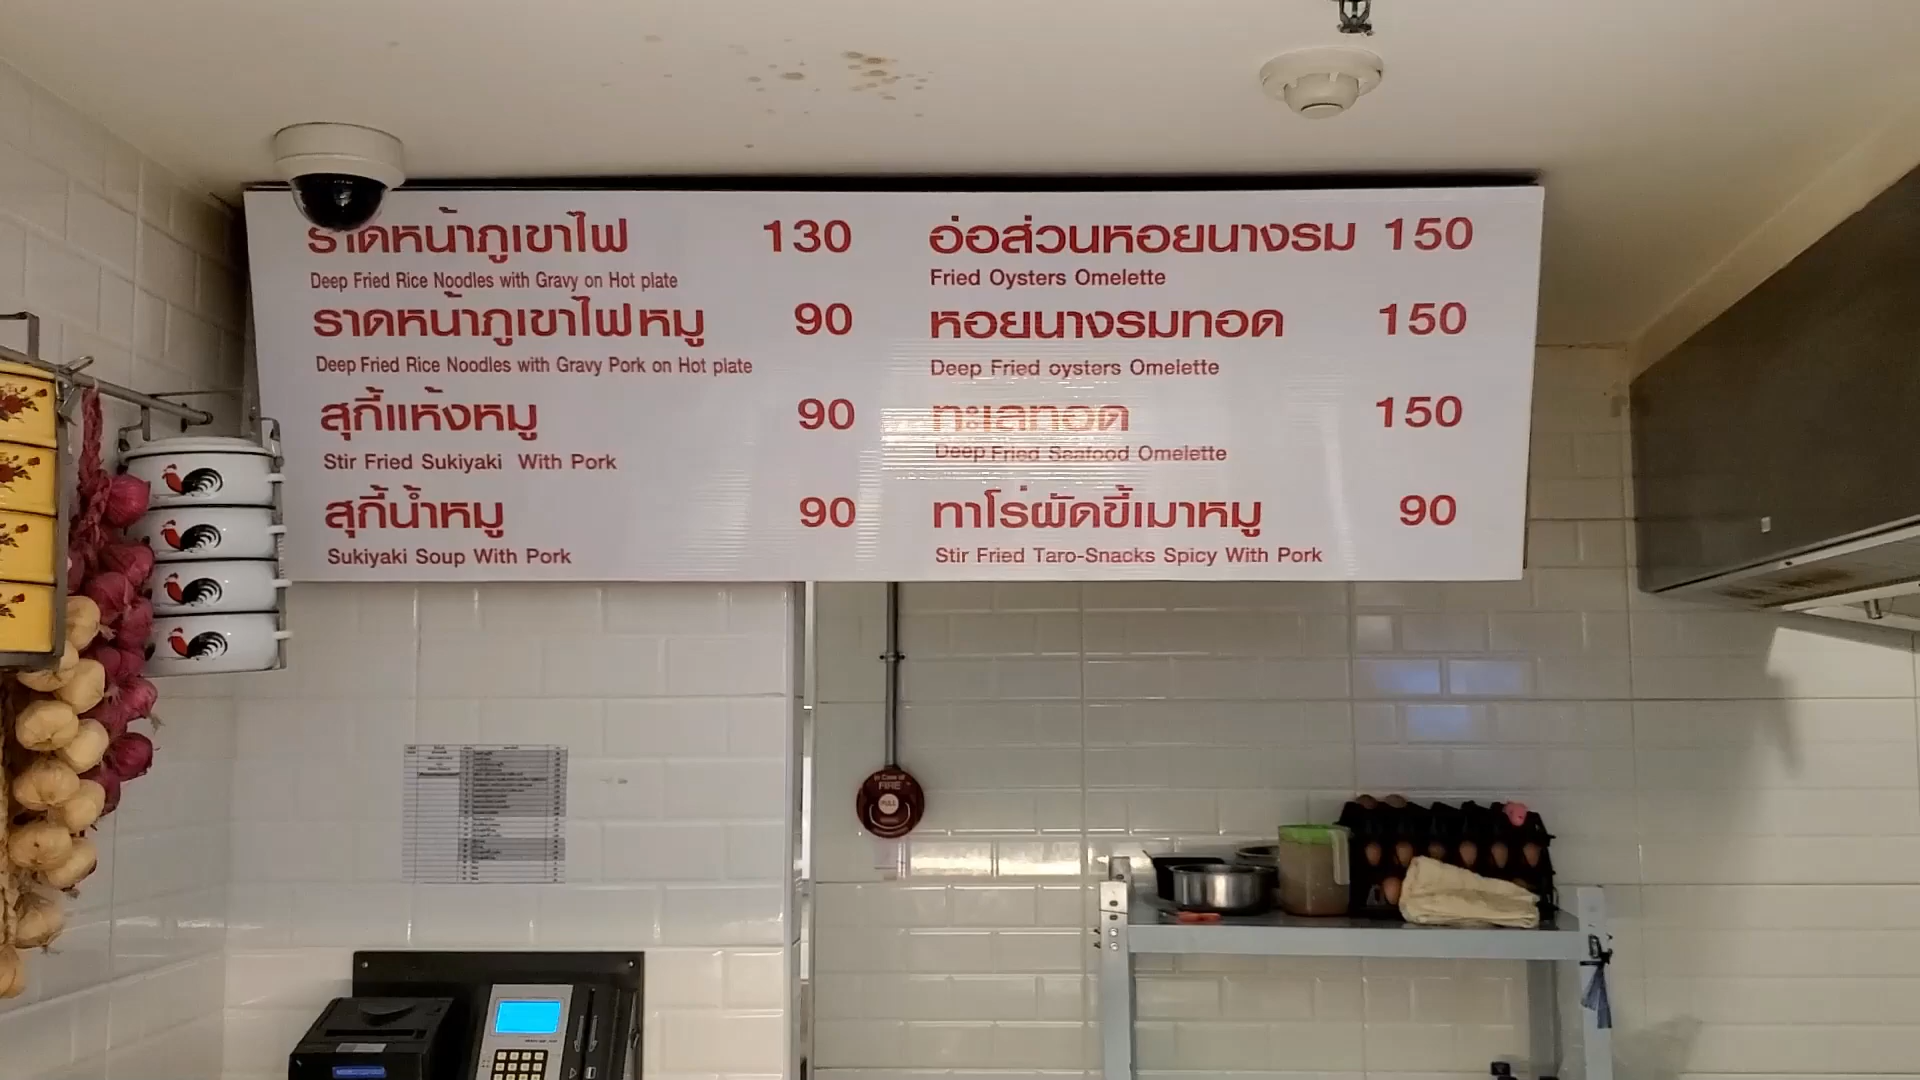 ราดหน้าภูเขาไฟ 130
Deep Fried Rice Noodles with Gravy on Hot plate
ราดหน้าภูเขาไฟหมู 90
Deep Fried Rice Noodles with Gravy Pork on Hot plate
สุกี้แห้งหมู 90
Stir Fried Sukiyaki With Pork
สุกี้น้ำหมู 90
Sukiyaki Soup With Pork
อ่อส่วนหอยนางรม 150
Fried Oysters Omelette
หอยนางรมทอด 150
Deep Fried oysters Omelette
ทะเลทอด 150
Deep Fried Seafood Omelette
ทาโร่ผัดขี้เมาหมู 90
Stir Fried Taro-Snacks Spicy With Pork
In Case of
FIRE
PULL